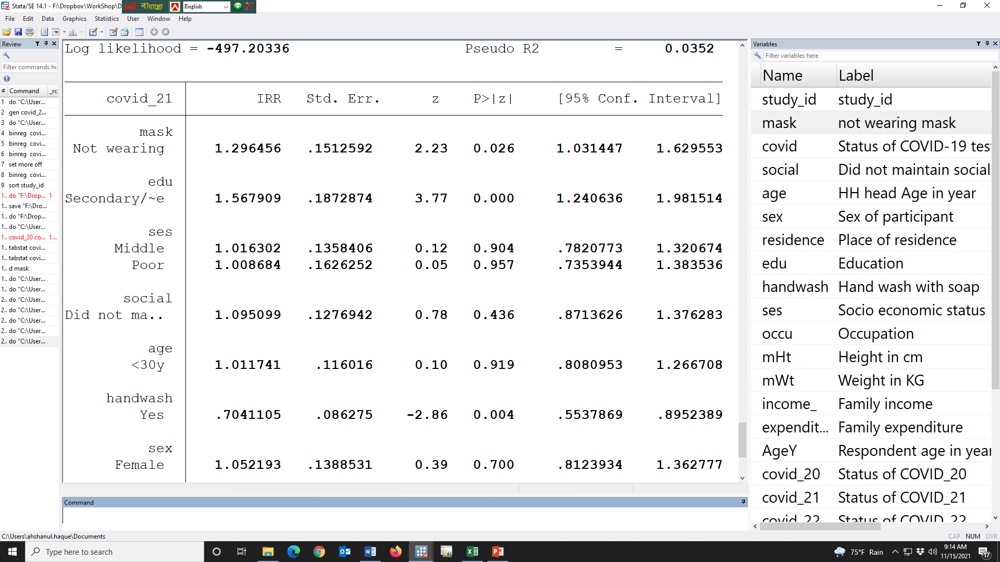 Stata/SE 14.1 - F:\Dropbox\WorkShop\D
বায়ান্নো
English
File Edit Data Graphics Statistics User Window Help
Review
Filter commands he
# Command _rc
1 do "C:\User...
2 gen covid_2...
3 do "C:\User...
4 binreg covi...
5 binreg covi...
6 binreg covi...
7 set more off
8 binreg covi...
9 sort study_id
1.. do "F:\Drop... 1
1.. save "F:\Dro...
1.. do "F:\Drop...
1.. do "C:\User...
1.. covid_20 co... 1...
1.. tabstat covi...
1.. tabstat covi...
1.. d mask
1.. do "C:\User...
1.. do "C:\User...
2.. do "C:\User...
2.. do "C:\User...
2.. do "C:\User...
2.. do "C:\User...
2.. do "C:\User...
Log likelihood = -497.20336 Pseudo R2 = 0.0352
covid_21 IRR Std. Err. z P>|z| [95% Conf. Interval]
mask
Not wearing 1.296456 .1512592 2.23 0.026 1.031447 1.629553
edu
Secondary/~e 1.567909 .1872874 3.77 0.000 1.240636 1.981514
ses
Middle 1.016302 .1358406 0.12 0.904 .7820773 1.320674
Poor 1.008684 .1626252 0.05 0.957 .7353944 1.383536
social
Did not ma.. 1.095099 .1276942 0.78 0.436 .8713626 1.376283
age
<30y 1.011741 .116016 0.10 0.919 .8080953 1.266708
handwash
Yes .7041105 .086275 -2.86 0.004 .5537869 .8952389
sex
Female 1.052193 .1388531 0.39 0.700 .8123934 1.362777
Command
Variables
Filter variables here
Name Label
study_id study_id
mask not wearing mask
covid Status of COVID-19 tes
social Did not maintain social
age HH head Age in year
sex Sex of participant
residence Place of residence
edu Education
handwash Hand wash with soap
ses Socio economic status
occu Occupation
mHt Height in cm
mWt Weight in KG
income_ Family income
expendit... Family expenditure
AgeY Respondent age in year
covid_20 Status of COVID_20
covid_21 Status of COVID_21
covid_22 Status of COVID_22
C:\Users\ahshanul.haque\Documents
CAP NUM OVR
Type here to search
75°F Rain
9:14 AM
11/15/2021
17